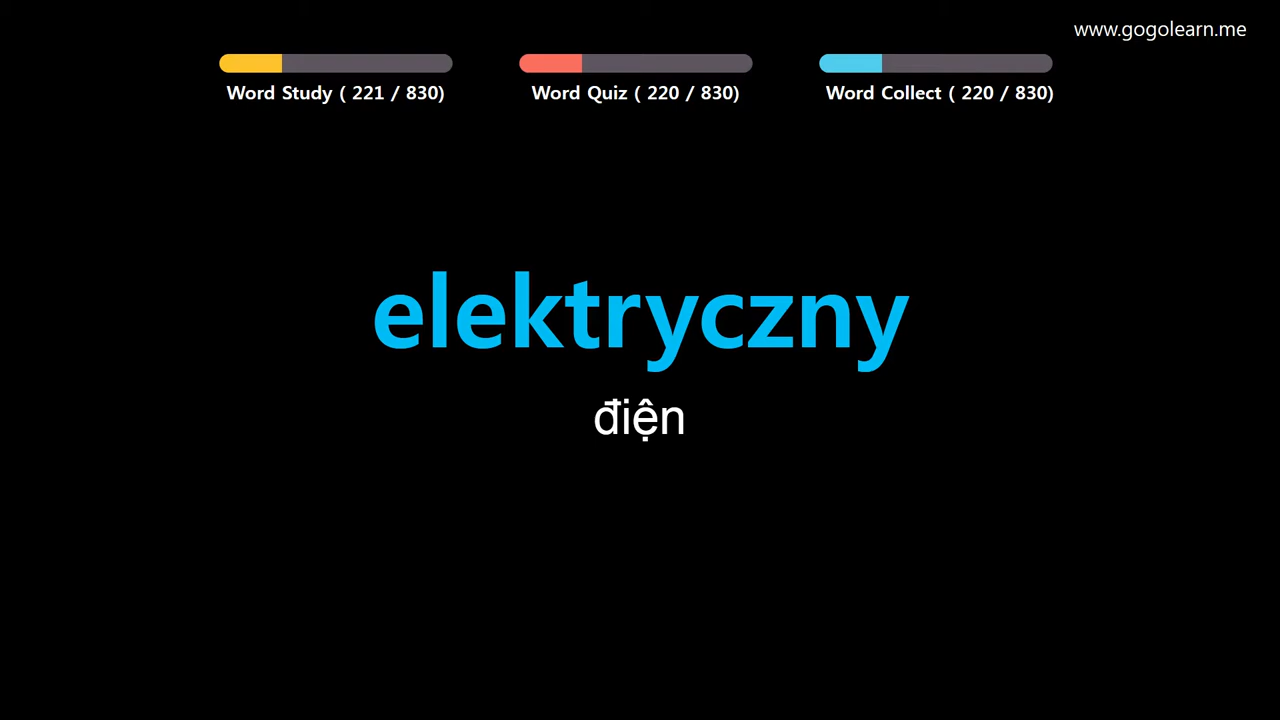 www.gogolearn.me
Word Study ( 221 / 830)
Word Quiz ( 220 / 830)
Word Collect ( 220 / 830)
elektryczny
điện